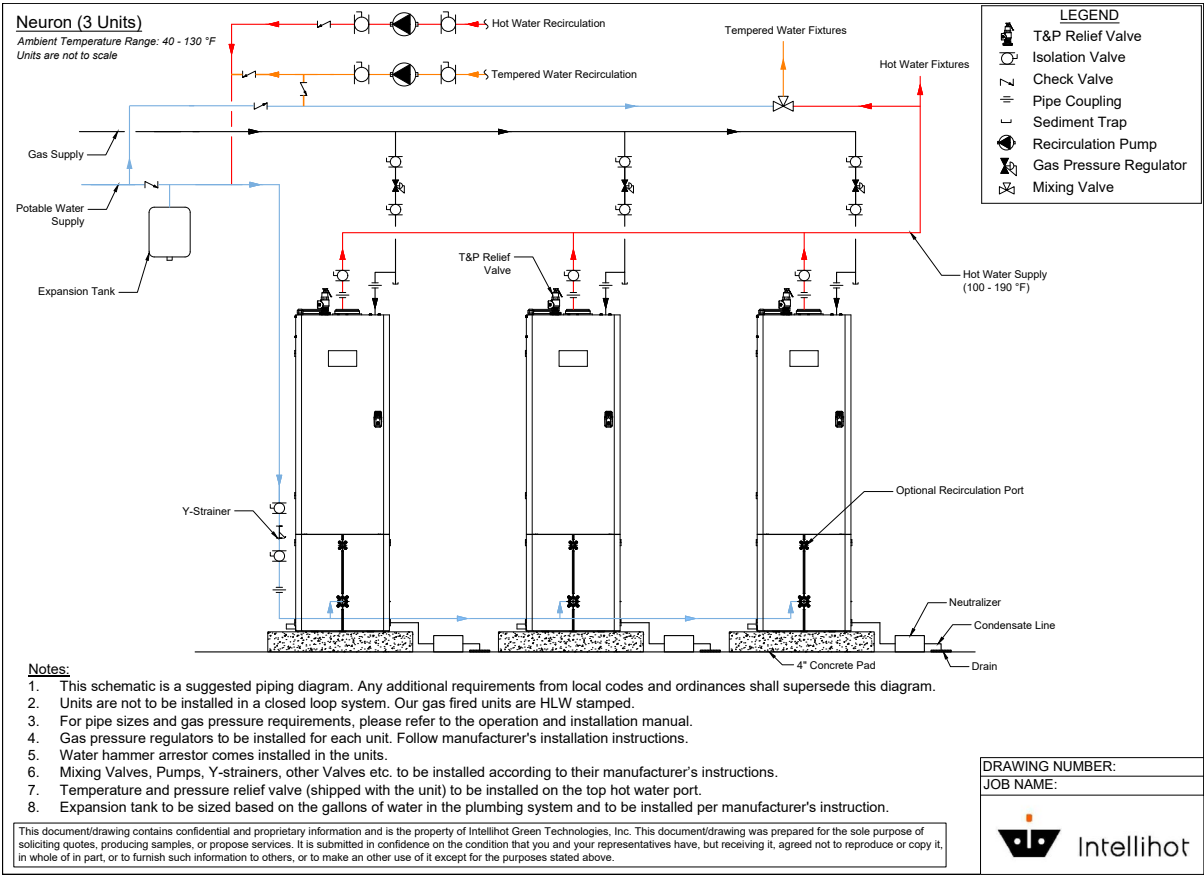 Neuron (3 Units)
Ambient Temperature Range: 40 - 130 °F
Units are not to scale
Hot Water Recirculation
Tempered Water Recirculation
Tempered Water Fixtures
Hot Water Fixtures
LEGEND
T&P Relief Valve
Isolation Valve
Check Valve
Pipe Coupling
Sediment Trap
Recirculation Pump
Gas Pressure Regulator
Mixing Valve
Gas Supply
Potable Water
Supply
Expansion Tank
T&P Relief
Valve
Hot Water Supply
(100 - 190 °F)
Y-Strainer
Optional Recirculation Port
Neutralizer
Condensate Line
Drain
4" Concrete Pad
Notes:
1. This schematic is a suggested piping diagram. Any additional requirements from local codes and ordinances shall supersede this diagram.
2. Units are not to be installed in a closed loop system. Our gas fired units are HLW stamped.
3. For pipe sizes and gas pressure requirements, please refer to the operation and installation manual.
4. Gas pressure regulators to be installed for each unit. Follow manufacturer's installation instructions.
5. Water hammer arrestor comes installed in the units.
6. Mixing Valves, Pumps, Y-strainers, other Valves etc. to be installed according to their manufacturer's instructions.
7. Temperature and pressure relief valve (shipped with the unit) to be installed on the top hot water port.
8. Expansion tank to be sized based on the gallons of water in the plumbing system and to be installed per manufacturer's instruction.
This document/drawing contains confidential and proprietary information and is the property of Intellihot Green Technologies, Inc. This document/drawing was prepared for the sole purpose of
soliciting quotes, producing samples, or propose services. It is submitted in confidence on the condition that you and your representatives have, but receiving it, agreed not to reproduce or copy it,
in whole of in part, or to furnish such information to others, or to make an other use of it except for the purposes stated above.
DRAWING NUMBER:
JOB NAME:
Intellihot